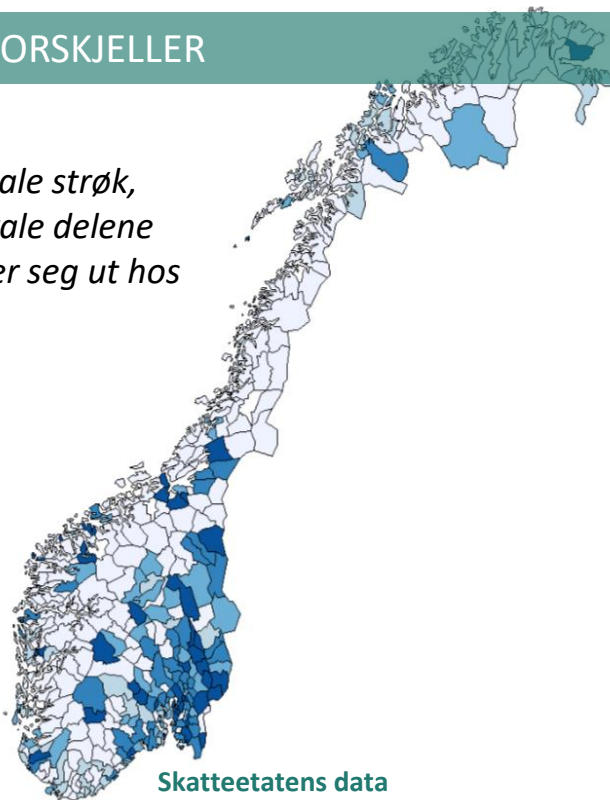 ORSKJELLER
ale strøk,
ale delene
er seg ut hos
Skatteetatens data